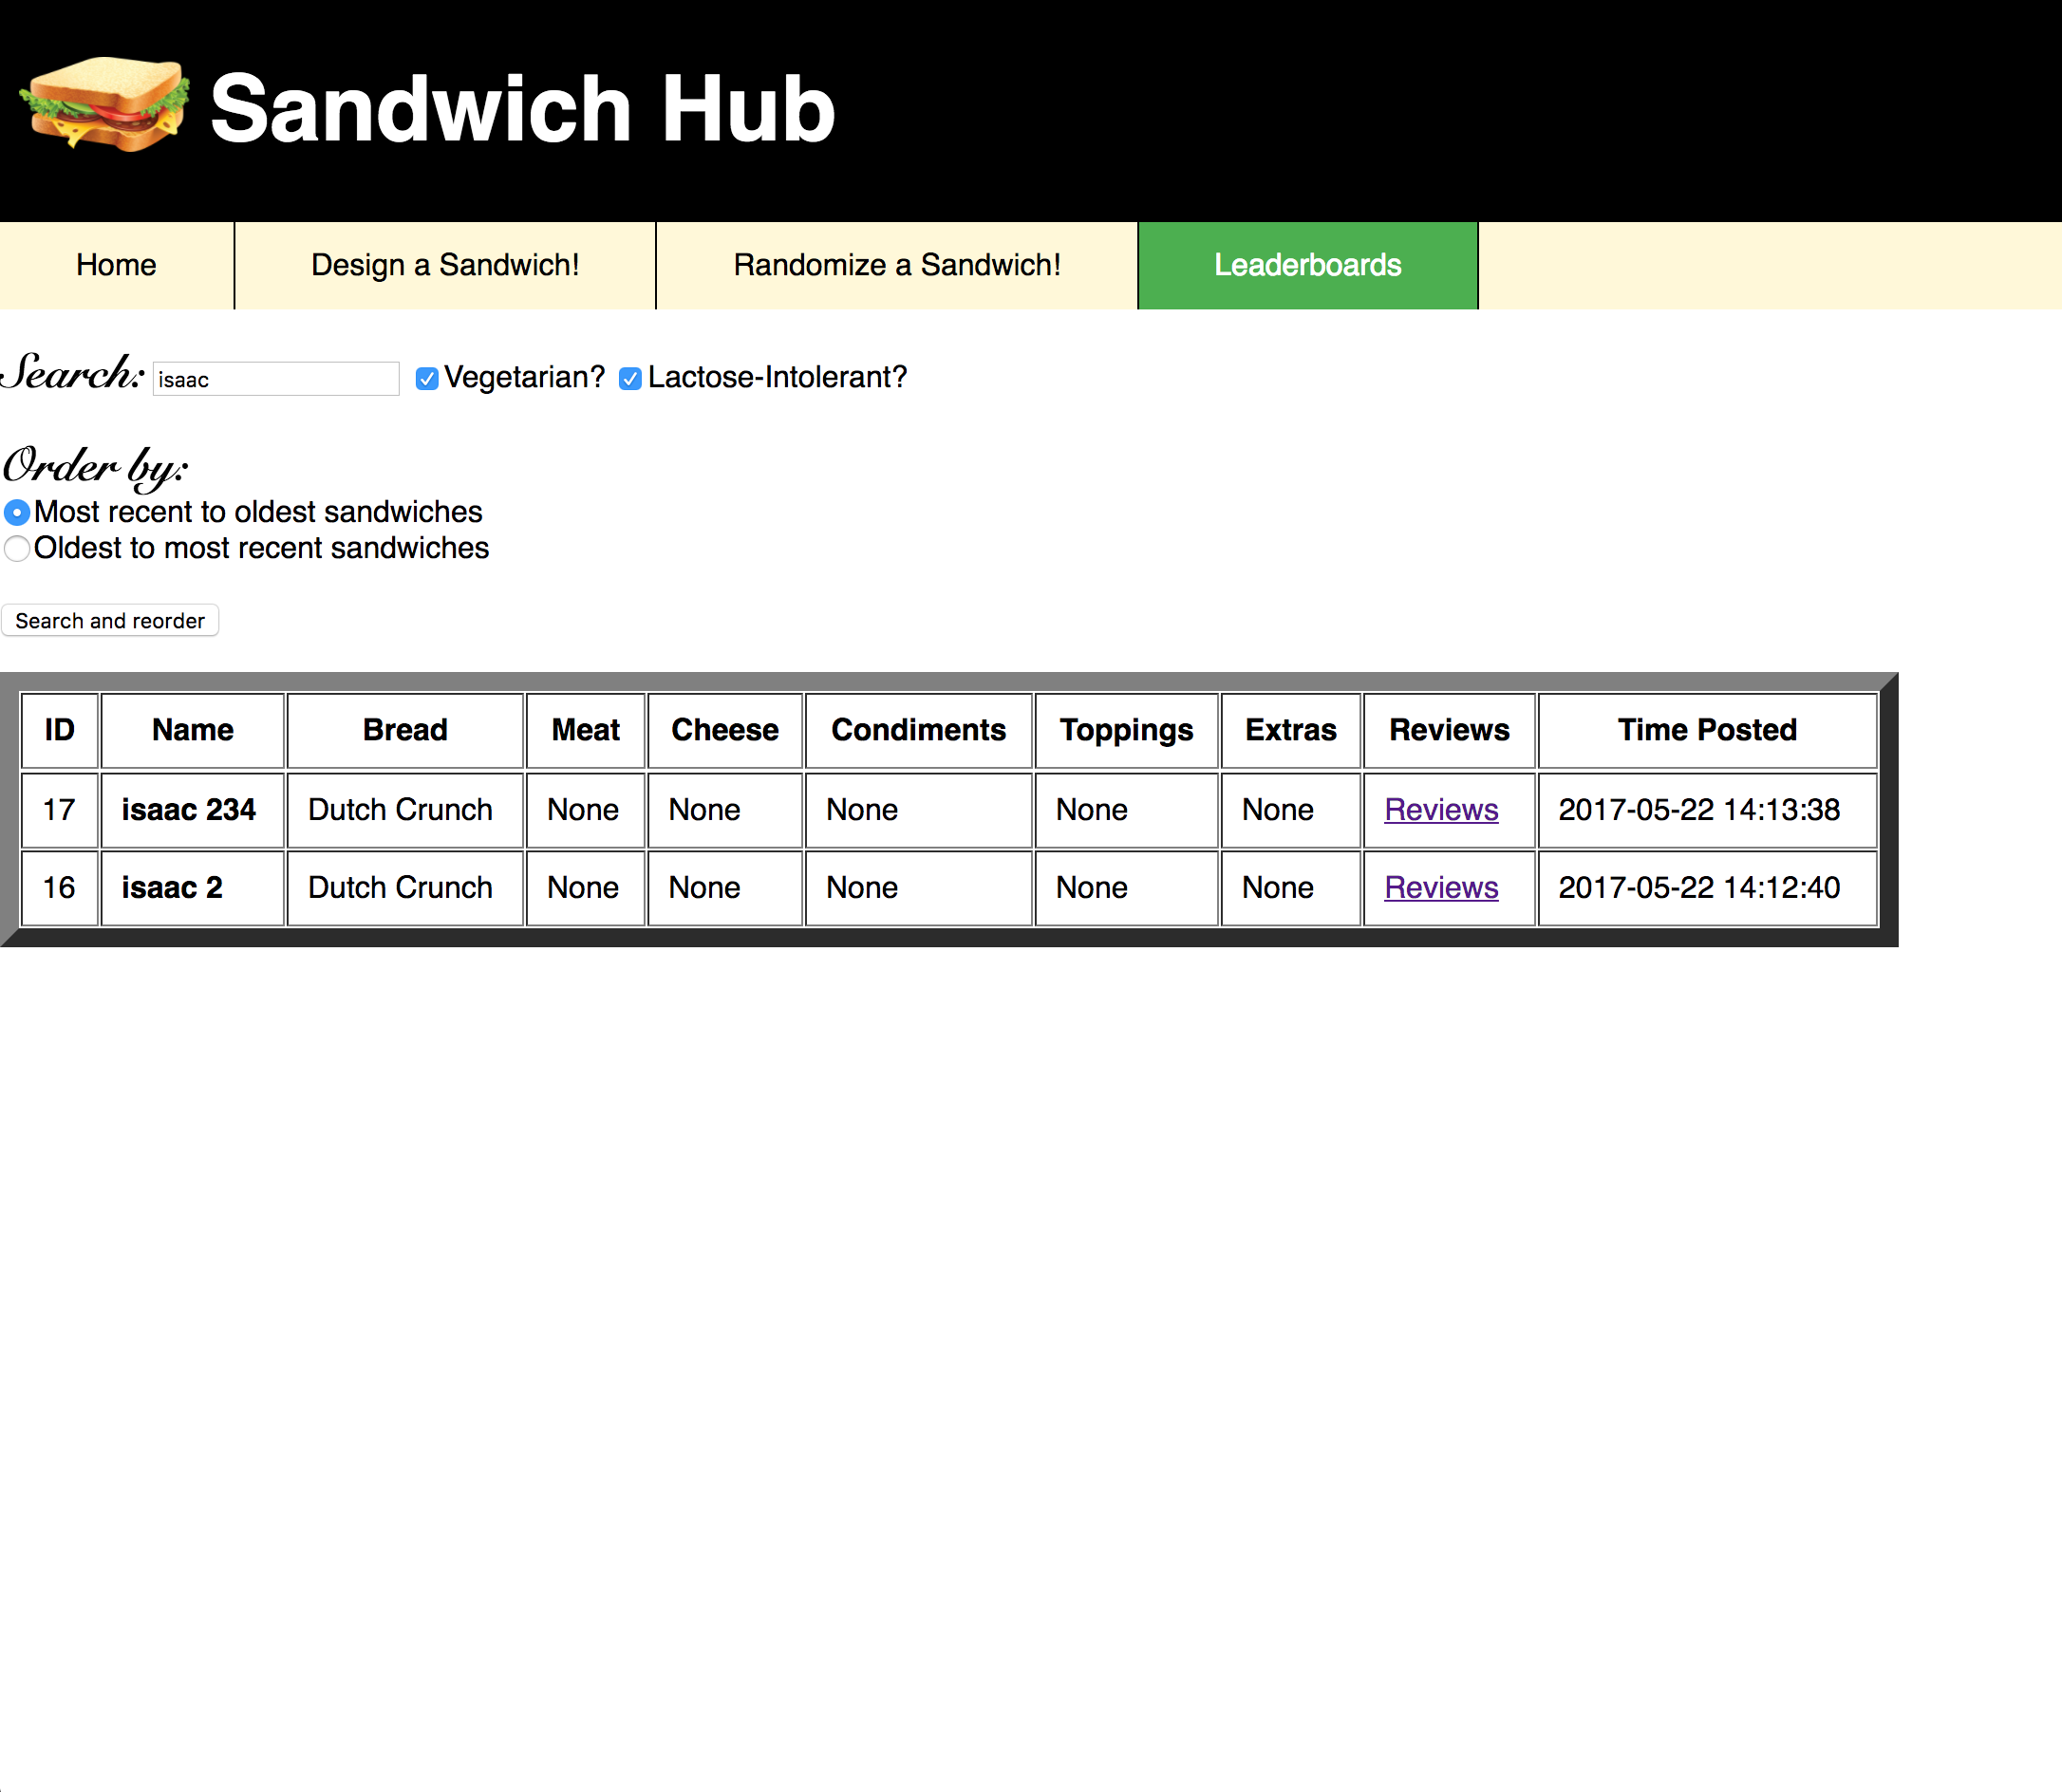 Sandwich Hub
Home Design a Sandwich! Randomize a Sandwich! Leaderboards
Search: isaac Vegetarian? Lactose-Intolerant?
Order by:
Most recent to oldest sandwiches
Oldest to most recent sandwiches
Search and reorder
ID Name Bread Meat Cheese Condiments Toppings Extras Reviews Time Posted
17 isaac 234 Dutch Crunch None None None None None Reviews 2017-05-22 14:13:38
16 isaac 2 Dutch Crunch None None None None None Reviews 2017-05-22 14:12:40